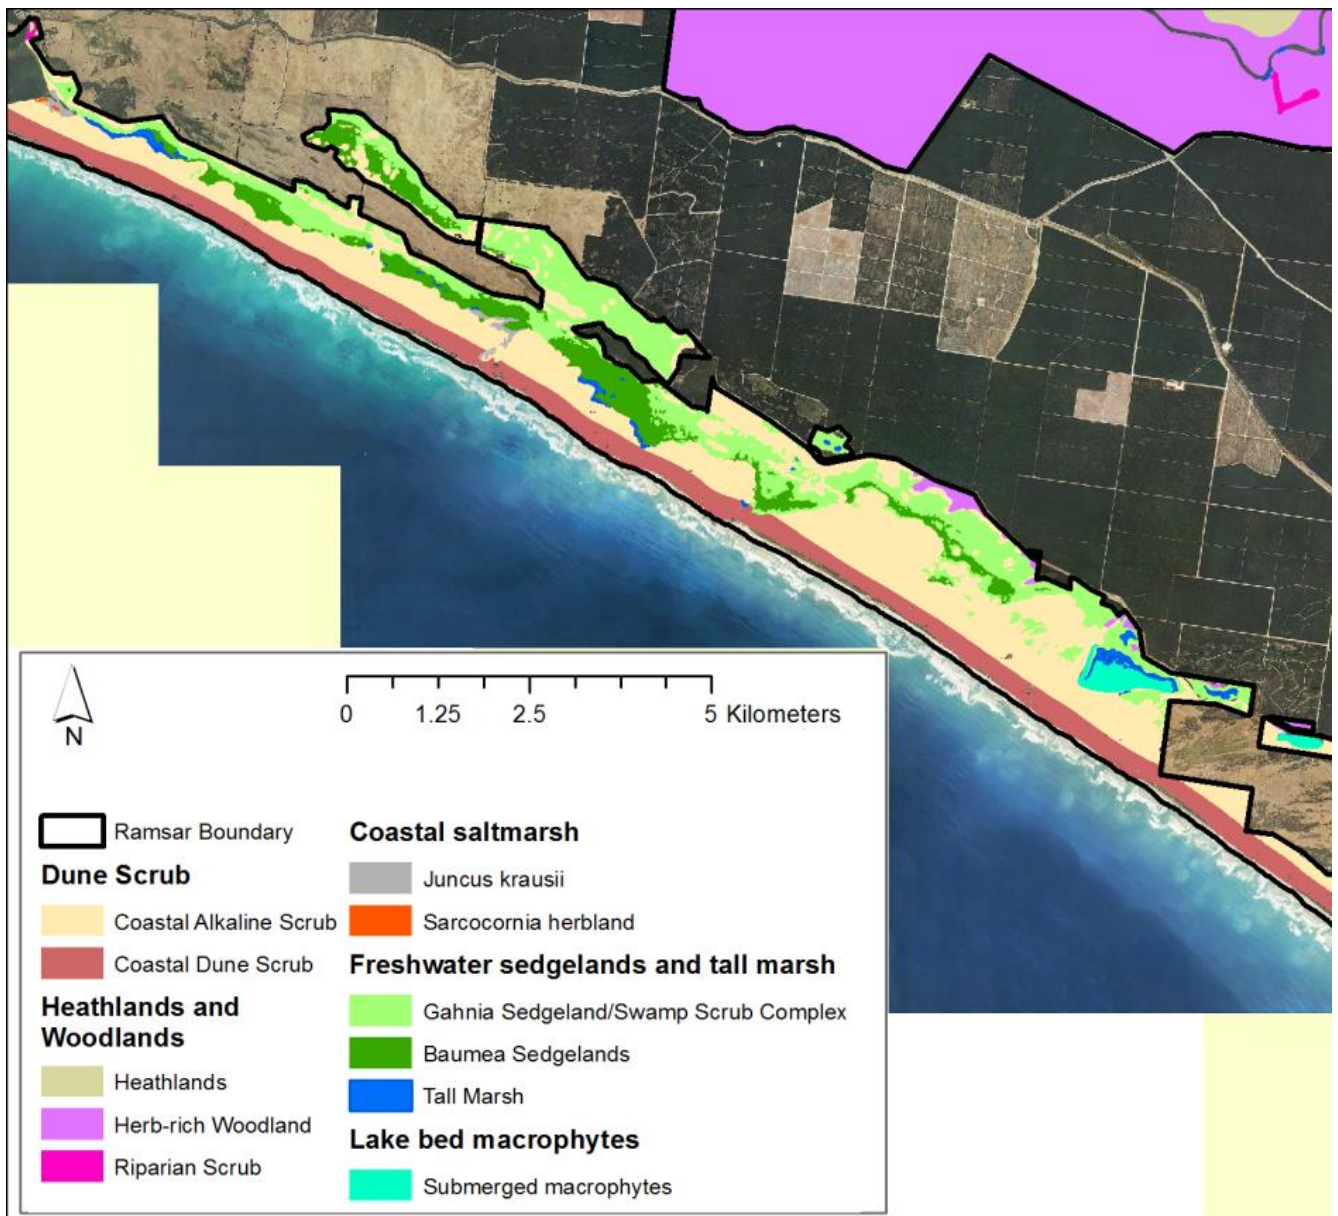 N
0 1.25 2.5 5 Kilometers
Ramsar Boundary
Dune Scrub
Coastal Alkaline Scrub
Coastal Dune Scrub
Heathlands and
Woodlands
Heathlands
Herb-rich Woodland
Riparian Scrub
Coastal saltmarsh
Juncus krausii
Sarcocornia herbland
Freshwater sedgelands and tall marsh
Gahnia Sedgeland/Swamp Scrub Complex
Baumea Sedgelands
Tall Marsh
Lake bed macrophytes
Submerged macrophytes